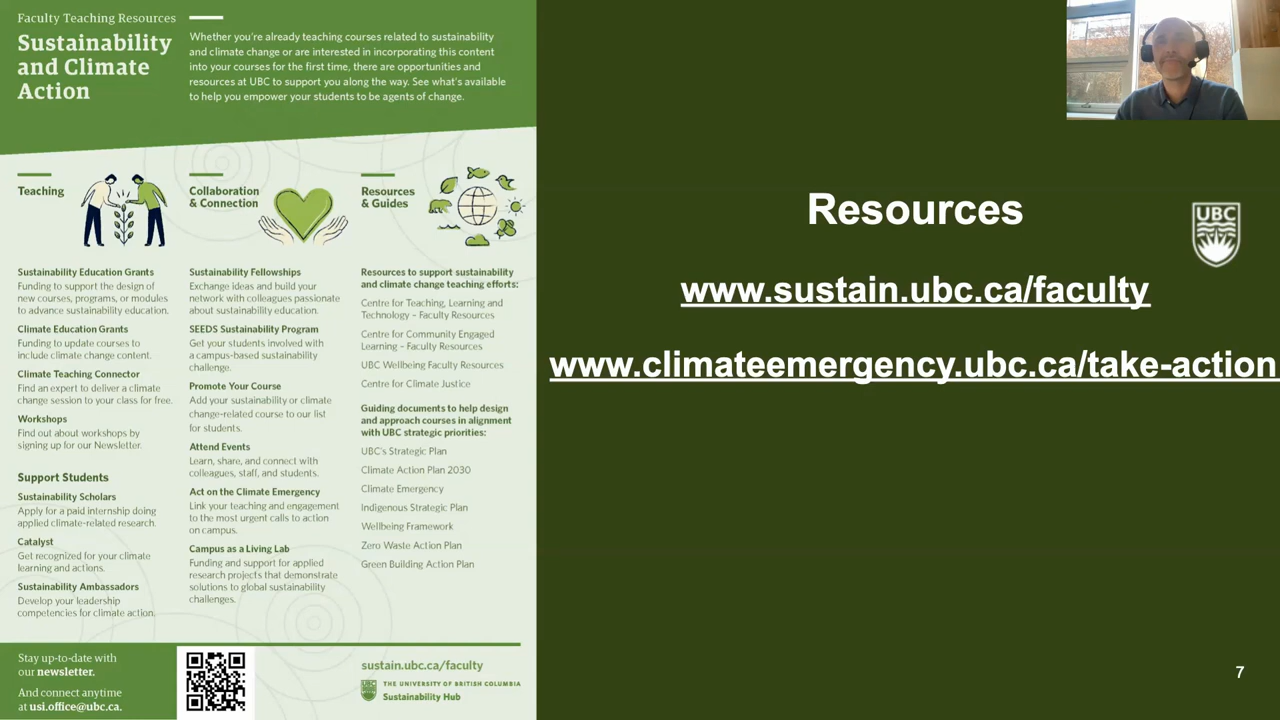 Faculty Teaching Resources
Sustainability
and Climate
Action
Whether you're already teaching courses related to sustainability
and climate change or are interested in incorporating this content
into your courses for the first time, there are opportunities and
resources at UBC to support you along the way. See what's available
to help you empower your students to be agents of change.
Teaching
Sustainability Education Grants
Funding to support the design of
new courses, programs, or modules
to advance sustainability education.
Climate Education Grants
Funding to update courses to
include climate change content.
Climate Teaching Connector
Find an expert to deliver a climate
change session to your class for free.
Workshops
Find out about workshops by
signing up for our Newsletter.
Support Students
Sustainability Scholars
Apply for a paid internship doing
applied climate-related research.
Catalyst
Get recognized for your climate
learning and actions.
Sustainability Ambassadors
Develop your leadership
competencies for climate action.
Collaboration
& Connection
Sustainability Fellowships
Exchange ideas and build your
network with colleagues passionate
about sustainability education.
SEEDS Sustainability Program
Get your students involved with
a campus-based sustainability
challenge.
Promote Your Course
Add your sustainability or climate
change-related course to our list
for students.
Attend Events
Learn, share, and connect with
colleagues, staff, and students.
Act on the Climate Emergency
Link your teaching and engagement
to the most urgent calls to action
on campus.
Campus as a Living Lab
Funding and support for applied
research projects that demonstrate
solutions to global sustainability
challenges.
Resources
& Guides
Resources to support sustainability
and climate change teaching efforts:
Centre for Teaching, Learning and
Technology – Faculty Resources
Centre for Community Engaged
Learning – Faculty Resources
UBC Wellbeing Faculty Resources
Centre for Climate Justice
Guiding documents to help design
and approach courses in alignment
with UBC strategic priorities:
UBC's Strategic Plan
Climate Action Plan 2030
Climate Emergency
Indigenous Strategic Plan
Wellbeing Framework
Zero Waste Action Plan
Green Building Action Plan
Stay up-to-date with
our newsletter.
And connect anytime
at usi.office@ubc.ca.
sustain.ubc.ca/faculty
THE UNIVERSITY OF BRITISH COLUMBIA
Sustainability Hub
Resources
UBC
www.sustain.ubc.ca/faculty
www.climateemergency.ubc.ca/take-action
7